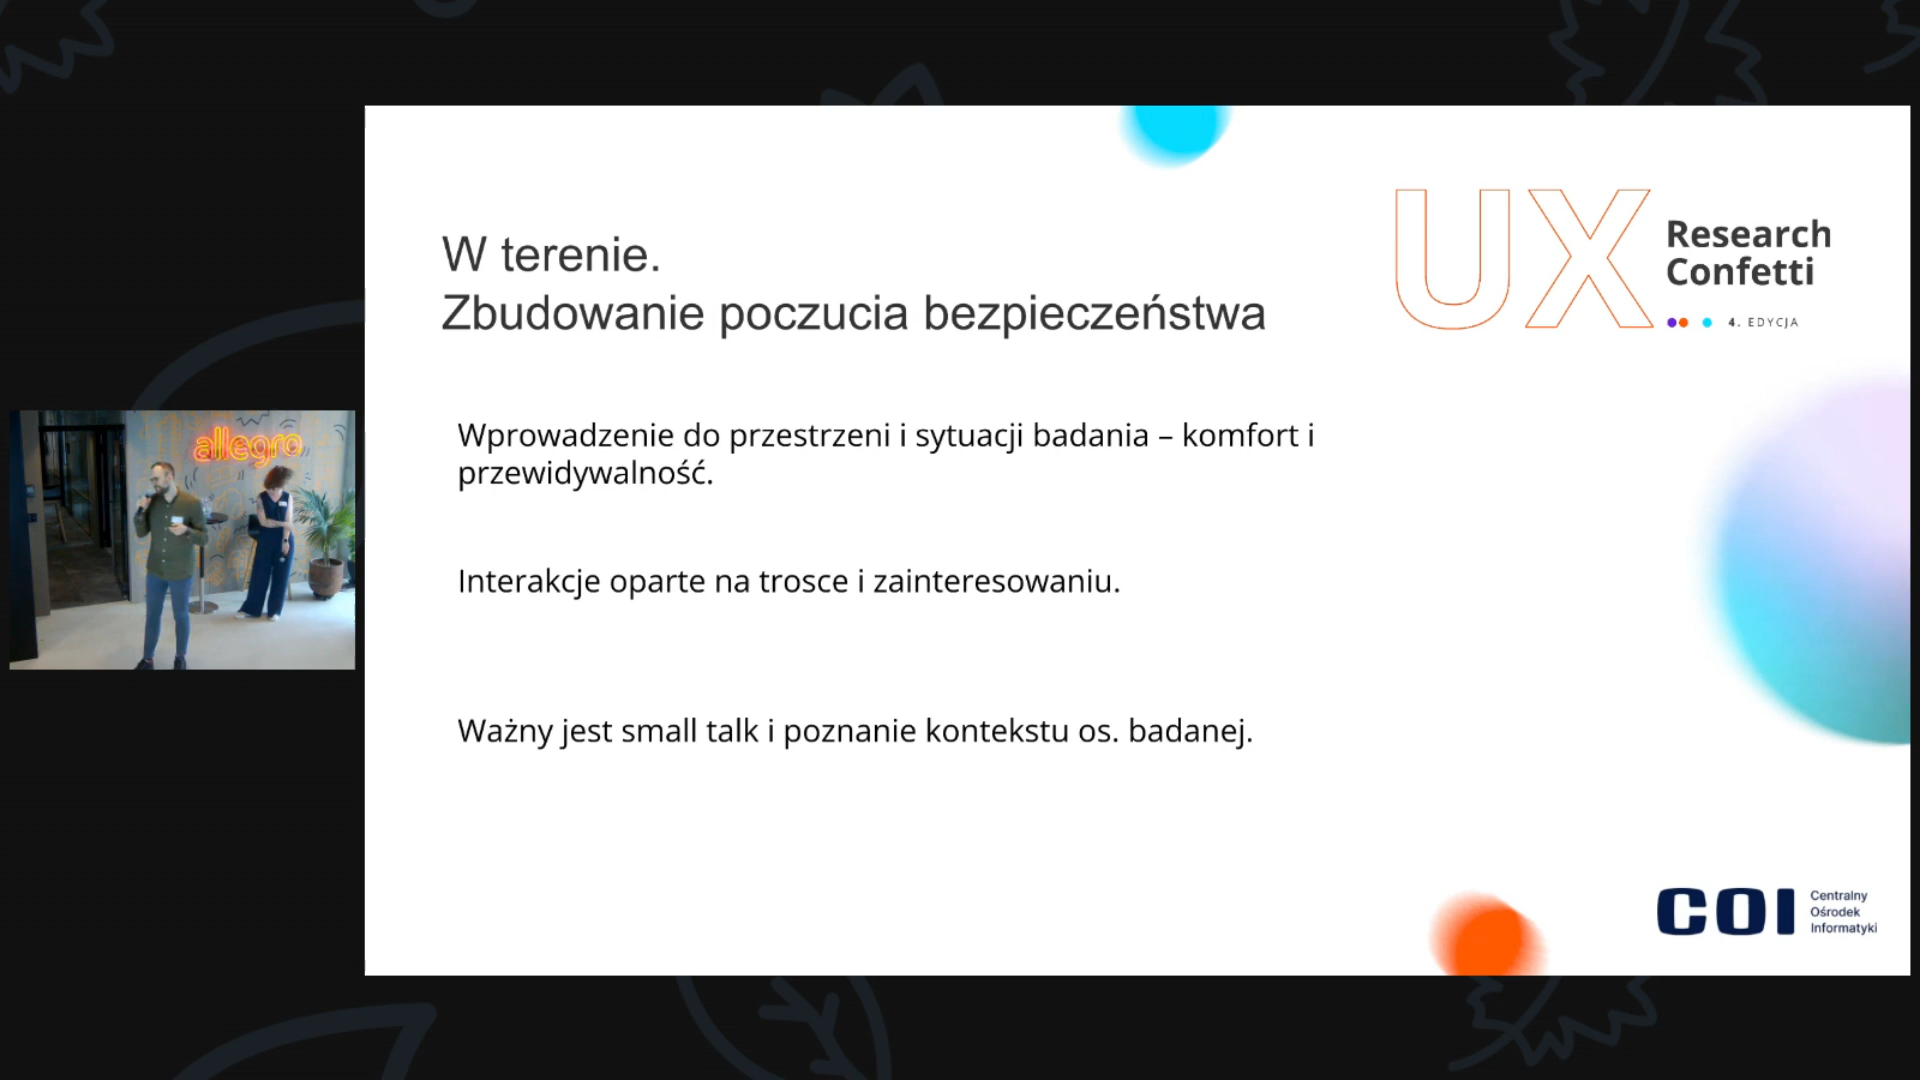 W terenie.
Zbudowanie poczucia bezpieczeństwa
UX
Research
Confetti
4. EDYCJA
Wprowadzenie do przestrzeni i sytuacji badania – komfort i
przewidywalność.
Interakcje oparte na trosce i zainteresowaniu.
Ważny jest small talk i poznanie kontekstu os. badanej.
allegro
COI
Centralny
Ośrodek
Informatyki